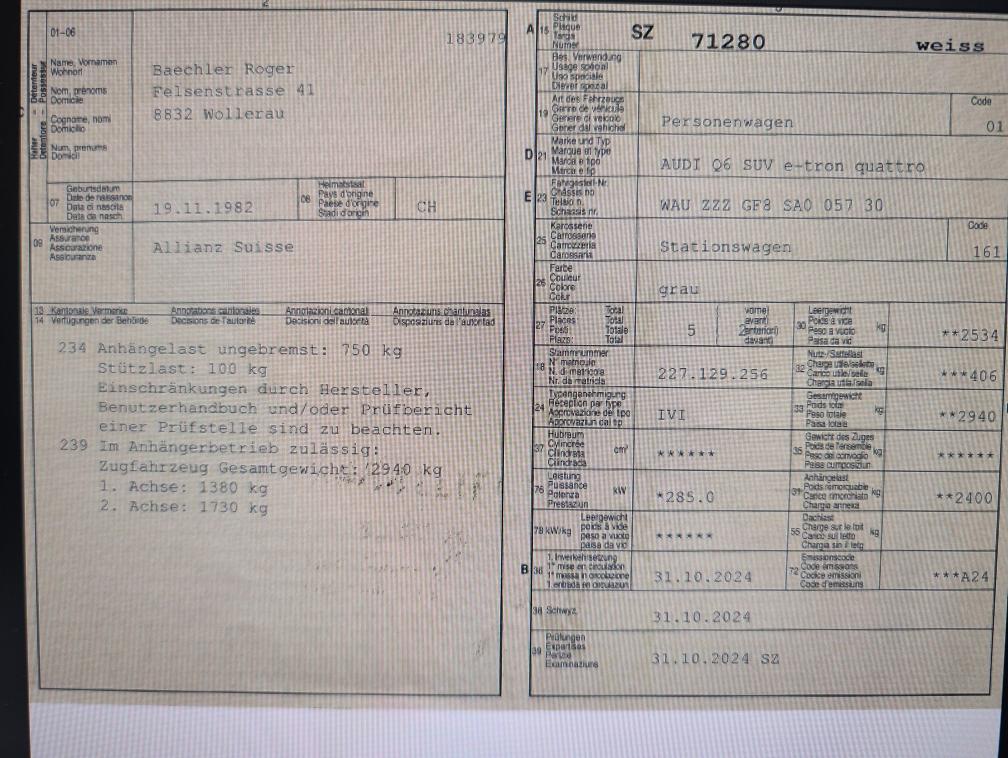 01-06
183979
Halter Détenteur
Detentore Possessur
Name, Vornamen
Wohnort
Nom, prénoms
Domicile
Cognome, nomi
Domicilio
Num, prenums
Domicil
Baechler Roger
Felsenstrasse 41
8832 Wollerau
07 Geburtsdatum
Date de naissance
Data di nascita
Data da nasch.
19.11.1982
08 Heimatstaat
Pays d'origine
Paese d'origine
Stadi d'origin
CH
09 Versicherung
Assurance
Assicurazione
Assicuranza
Allianz Suisse
13 Kantonale Vermerke Annotations cantonales Annotazioni cantonali Annotaziuns chantunalas
14 Verfügungen der Behörde Décisions de l'autorité Decisioni dell'autorità Disposiziuns da l'autoritad
234 Anhängelast ungebremst: 750 kg
Stützlast: 100 kg
Einschränkungen durch Hersteller,
Benutzerhandbuch und/oder Prüfbericht
einer Prüfstelle sind zu beachten.
239 Im Anhängerbetrieb zulässig:
Zugfahrzeug Gesamtgewicht: 2940 kg
1. Achse: 1380 kg
2. Achse: 1730 kg
A 15 Schild
Plaque
Targa
Numer
SZ 71280 weiss
17 Bes. Verwendung
Usage spécial
Uso speciale
Diever spezial
19 Art des Fahrzeugs
Genre de véhicule
Genere di veicolo
Gener dal vehichel
Personenwagen
Code
01
D 21 Marke und Typ
Marque et type
Marca e tipo
Marca e tip
AUDI Q6 SUV e-tron quattro
E 23 Fahrgestell-Nr.
Châssis no
Telaio n.
Schassis nr.
WAU ZZZ GF8 SA0 057 30
25 Karosserie
Carrosserie
Carrozzeria
Carossaria
Stationswagen
Code
161
26 Farbe
Couleur
Colore
Colur
grau
27 Plätze: Total
Places: Total
Posti: Totale
Plazs: Total
5
vorne)
avant)
2 anteriori)
davant)
30 Leergewicht
Poids à vide
Peso a vuoto
Paisa da vid
kg
**2534
18 Stammnummer
N° matricule
N. di matricola
Nr. da matricla
227.129.256
32 Nutz-/Sattellast
Charge utile/sellette
Carico utile/sella
Chargia utila/sella
kg
***406
24 Typengenehmigung
Réception par type
Approvazione del tipo
Approvaziun dal tip
IVI
33 Gesamtgewicht
Poids total
Peso totale
Paisa totala
kg
**2940
37 Hubraum
Cylindrée
Cilindrata
Cilindrada
cm³
******
35 Gewicht des Zuges
Poids de l'ensemble
Peso del convoglio
Paisa cumposiziun
kg
******
76 Leistung
Puissance
Potenza
Prestaziun
kW
*285.0
31 Anhängelast
Poids remorquable
Carico rimorchiato
Chargia annexa
kg
**2400
78 kW/kg Leergewicht
poids à vide
peso a vuoto
paisa da vid
******
55 Dachlast
Charge sur le toit
Carico sul tetto
Chargia sin il tetg
kg
B 36 1. Inverkehrsetzung
1re mise en circulation
1a messa in circolazione
1. entrada en circulaziun
31.10.2024
72 Emissionscode
Code émissions
Codice emissioni
Code d'emissiuns
***A24
38 Schwyz,
31.10.2024
39 Prüfungen
Expertises
Perizie
Examinaziuns
31.10.2024 SZ